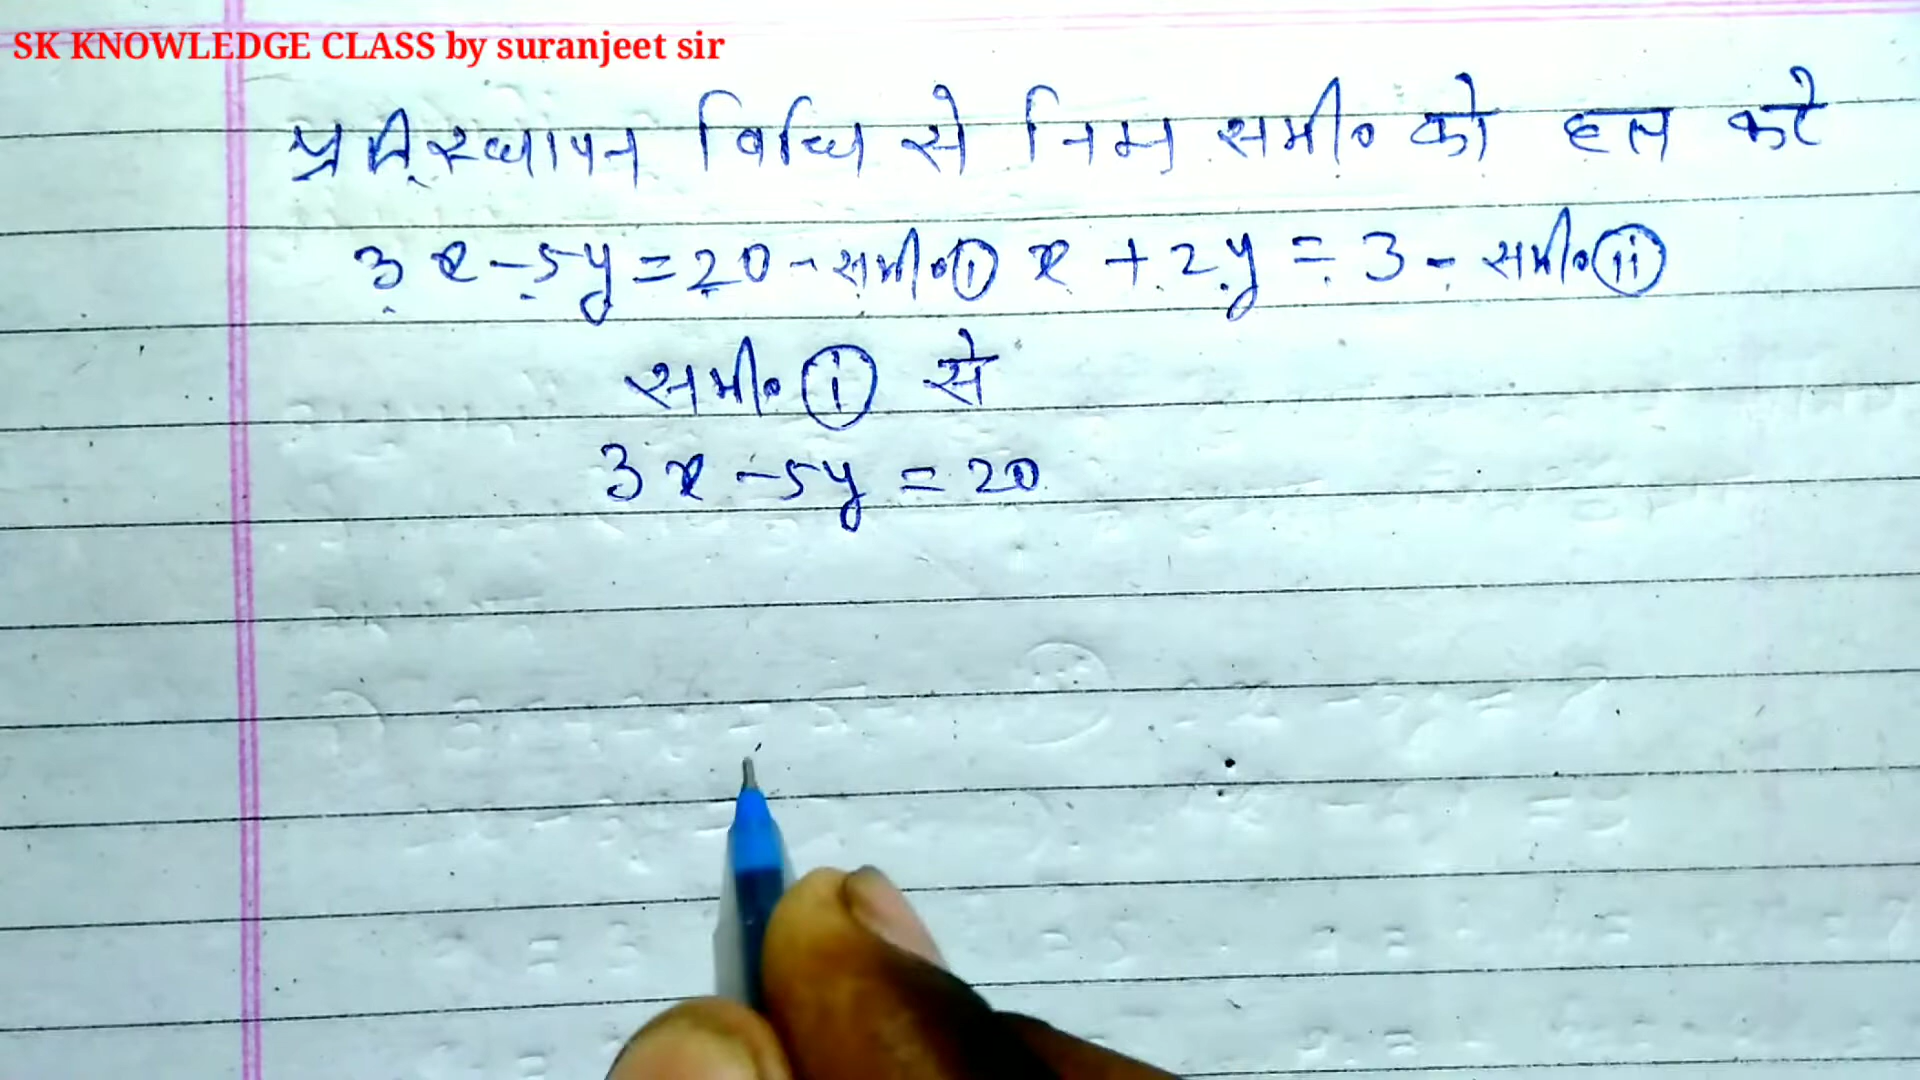 SK KNOWLEDGE CLASS by suranjeet sir
प्रतिस्थापन विधि से निम्न समी० को हल करे
3x-5y=20-समी०(i) x+2y=3-समी०(ii)
समी०(i) से
3x-5y=20